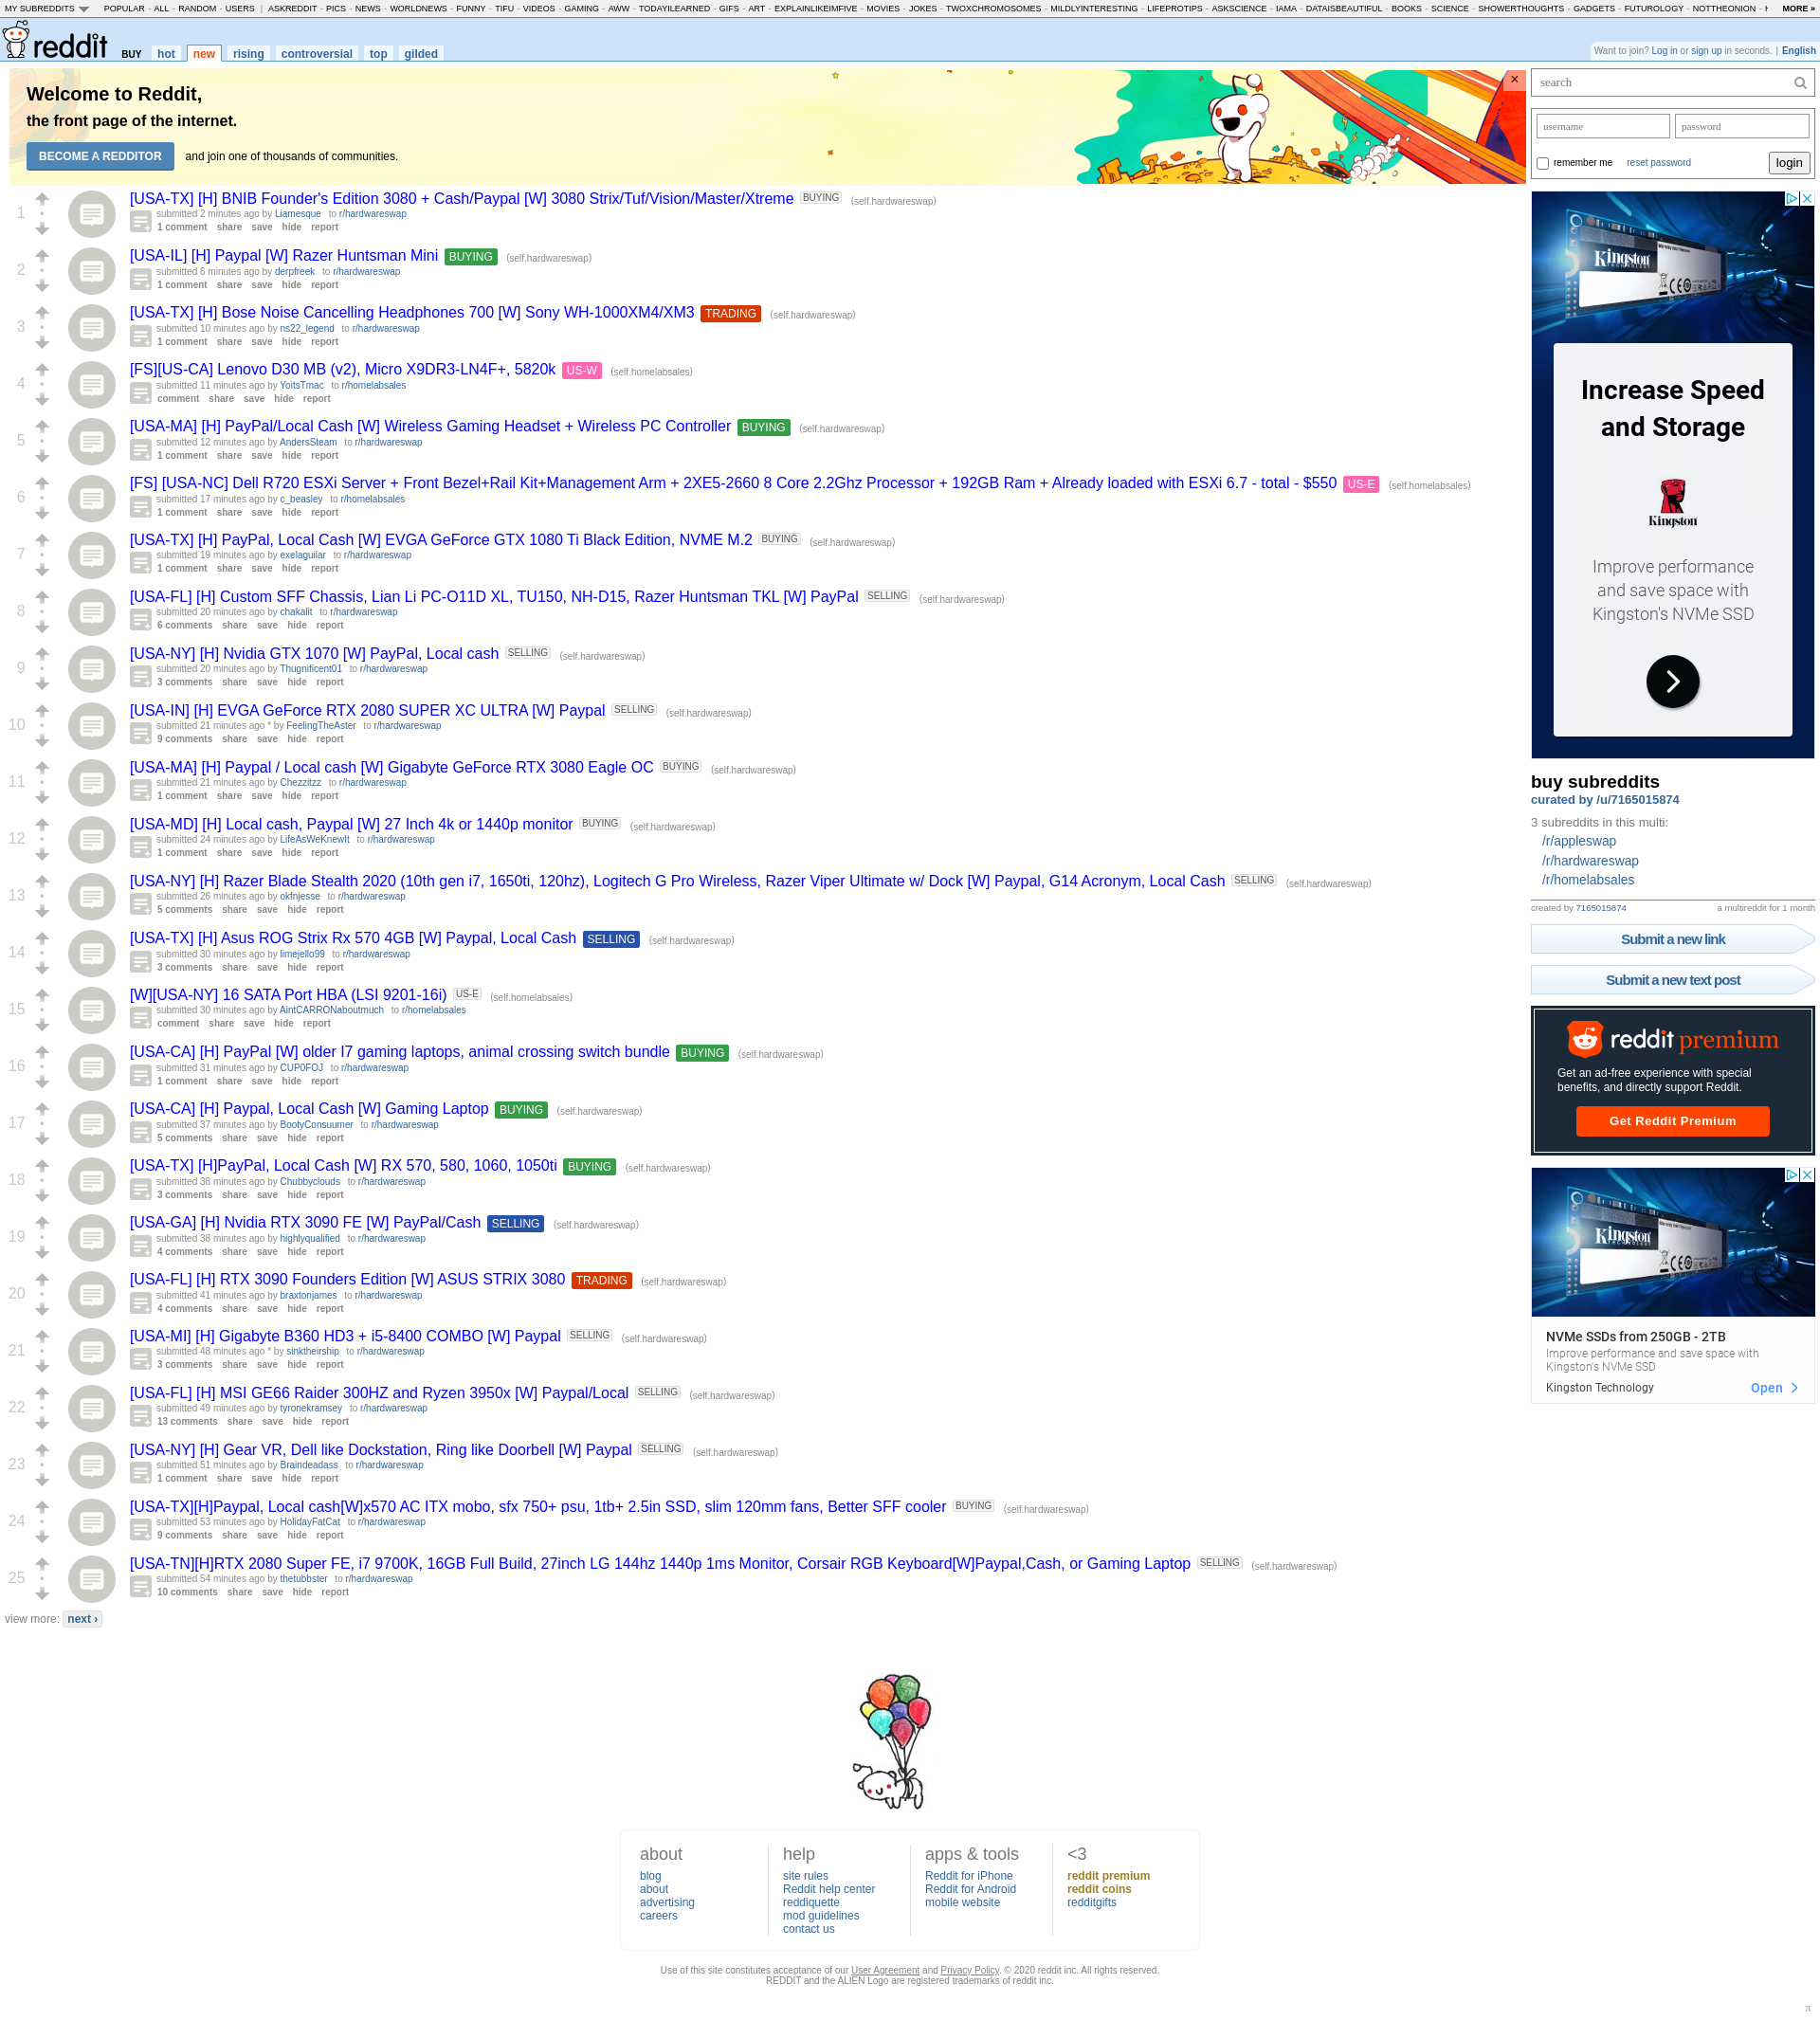 MY SUBREDDITS POPULAR - ALL - RANDOM - USERS | ASKREDDIT - PICS - NEWS - WORLDNEWS - FUNNY - TIFU - VIDEOS - GAMING - AWW - TODAYILEARNED - GIFS - ART - EXPLAINLIKEIMFIVE - MOVIES - JOKES - TWOXCHROMOSOMES - MILDLYINTERESTING - LIFEPROTIPS - ASKSCIENCE - IAMA - DATAISBEAUTIFUL - BOOKS - SCIENCE - SHOWERTHOUGHTS - GADGETS - FUTUROLOGY - NOTTHEONION - MORE »
reddit BUY hot new rising controversial top gilded
Want to join? Log in or sign up in seconds. | English
Welcome to Reddit,
the front page of the internet.
BECOME A REDDITOR and join one of thousands of communities.
×
search
username password
remember me reset password login
1 [USA-TX] [H] BNIB Founder's Edition 3080 + Cash/Paypal [W] 3080 Strix/Tuf/Vision/Master/Xtreme BUYING (self.hardwareswap)
submitted 2 minutes ago by Liamesque to r/hardwareswap
1 comment share save hide report
2 [USA-IL] [H] Paypal [W] Razer Huntsman Mini BUYING (self.hardwareswap)
submitted 6 minutes ago by derpfreek to r/hardwareswap
1 comment share save hide report
3 [USA-TX] [H] Bose Noise Cancelling Headphones 700 [W] Sony WH-1000XM4/XM3 TRADING (self.hardwareswap)
submitted 10 minutes ago by ns22_legend to r/hardwareswap
1 comment share save hide report
4 [FS][US-CA] Lenovo D30 MB (v2), Micro X9DR3-LN4F+, 5820k US-W (self.homelabsales)
submitted 11 minutes ago by YoitsTmac to r/homelabsales
comment share save hide report
5 [USA-MA] [H] PayPal/Local Cash [W] Wireless Gaming Headset + Wireless PC Controller BUYING (self.hardwareswap)
submitted 12 minutes ago by AndersSteam to r/hardwareswap
1 comment share save hide report
6 [FS] [USA-NC] Dell R720 ESXi Server + Front Bezel+Rail Kit+Management Arm + 2XE5-2660 8 Core 2.2Ghz Processor + 192GB Ram + Already loaded with ESXi 6.7 - total - $550 US-E (self.homelabsales)
submitted 17 minutes ago by c_beasley to r/homelabsales
1 comment share save hide report
7 [USA-TX] [H] PayPal, Local Cash [W] EVGA GeForce GTX 1080 Ti Black Edition, NVME M.2 BUYING (self.hardwareswap)
submitted 19 minutes ago by exelaguilar to r/hardwareswap
1 comment share save hide report
8 [USA-FL] [H] Custom SFF Chassis, Lian Li PC-O11D XL, TU150, NH-D15, Razer Huntsman TKL [W] PayPal SELLING (self.hardwareswap)
submitted 20 minutes ago by chakalit to r/hardwareswap
6 comments share save hide report
9 [USA-NY] [H] Nvidia GTX 1070 [W] PayPal, Local cash SELLING (self.hardwareswap)
submitted 20 minutes ago by Thugnificent01 to r/hardwareswap
3 comments share save hide report
10 [USA-IN] [H] EVGA GeForce RTX 2080 SUPER XC ULTRA [W] Paypal SELLING (self.hardwareswap)
submitted 21 minutes ago * by FeelingTheAster to r/hardwareswap
9 comments share save hide report
11 [USA-MA] [H] Paypal / Local cash [W] Gigabyte GeForce RTX 3080 Eagle OC BUYING (self.hardwareswap)
submitted 21 minutes ago by Chezzitzz to r/hardwareswap
1 comment share save hide report
12 [USA-MD] [H] Local cash, Paypal [W] 27 Inch 4k or 1440p monitor BUYING (self.hardwareswap)
submitted 24 minutes ago by LifeAsWeKnewIt to r/hardwareswap
1 comment share save hide report
13 [USA-NY] [H] Razer Blade Stealth 2020 (10th gen i7, 1650ti, 120hz), Logitech G Pro Wireless, Razer Viper Ultimate w/ Dock [W] Paypal, G14 Acronym, Local Cash SELLING (self.hardwareswap)
submitted 26 minutes ago by okfnjesse to r/hardwareswap
5 comments share save hide report
14 [USA-TX] [H] Asus ROG Strix Rx 570 4GB [W] Paypal, Local Cash SELLING (self.hardwareswap)
submitted 30 minutes ago by limejello99 to r/hardwareswap
3 comments share save hide report
15 [W][USA-NY] 16 SATA Port HBA (LSI 9201-16i) US-E (self.homelabsales)
submitted 30 minutes ago by AintCARRONaboutmuch to r/homelabsales
comment share save hide report
16 [USA-CA] [H] PayPal [W] older I7 gaming laptops, animal crossing switch bundle BUYING (self.hardwareswap)
submitted 31 minutes ago by CUP0FOJ to r/hardwareswap
1 comment share save hide report
17 [USA-CA] [H] Paypal, Local Cash [W] Gaming Laptop BUYING (self.hardwareswap)
submitted 37 minutes ago by BootyConsuumer to r/hardwareswap
5 comments share save hide report
18 [USA-TX] [H]PayPal, Local Cash [W] RX 570, 580, 1060, 1050ti BUYING (self.hardwareswap)
submitted 38 minutes ago by Chubbyclouds to r/hardwareswap
3 comments share save hide report
19 [USA-GA] [H] Nvidia RTX 3090 FE [W] PayPal/Cash SELLING (self.hardwareswap)
submitted 38 minutes ago by highlyqualified to r/hardwareswap
4 comments share save hide report
20 [USA-FL] [H] RTX 3090 Founders Edition [W] ASUS STRIX 3080 TRADING (self.hardwareswap)
submitted 41 minutes ago by braxtonjames to r/hardwareswap
4 comments share save hide report
21 [USA-MI] [H] Gigabyte B360 HD3 + i5-8400 COMBO [W] Paypal SELLING (self.hardwareswap)
submitted 48 minutes ago * by sinktheirship to r/hardwareswap
3 comments share save hide report
22 [USA-FL] [H] MSI GE66 Raider 300HZ and Ryzen 3950x [W] Paypal/Local SELLING (self.hardwareswap)
submitted 49 minutes ago by tyronekramsey to r/hardwareswap
13 comments share save hide report
23 [USA-NY] [H] Gear VR, Dell like Dockstation, Ring like Doorbell [W] Paypal SELLING (self.hardwareswap)
submitted 51 minutes ago by Braindeadass to r/hardwareswap
1 comment share save hide report
24 [USA-TX][H]Paypal, Local cash[W]x570 AC ITX mobo, sfx 750+ psu, 1tb+ 2.5in SSD, slim 120mm fans, Better SFF cooler BUYING (self.hardwareswap)
submitted 53 minutes ago by HolidayFatCat to r/hardwareswap
9 comments share save hide report
25 [USA-TN][H]RTX 2080 Super FE, i7 9700K, 16GB Full Build, 27inch LG 144hz 1440p 1ms Monitor, Corsair RGB Keyboard[W]Paypal,Cash, or Gaming Laptop SELLING (self.hardwareswap)
submitted 54 minutes ago by thetubbster to r/hardwareswap
10 comments share save hide report
view more: next ›
Kingston
TECHNOLOGY
Increase Speed
and Storage
Kingston
Improve performance
and save space with
Kingston's NVMe SSD
buy subreddits
curated by /u/7165015874
3 subreddits in this multi:
/r/appleswap
/r/hardwareswap
/r/homelabsales
created by 7165015874 a multireddit for 1 month
Submit a new link
Submit a new text post
reddit premium
Get an ad-free experience with special
benefits, and directly support Reddit.
Get Reddit Premium
Kingston
TECHNOLOGY
NVMe SSDs from 250GB - 2TB
Improve performance and save space with
Kingston's NVMe SSD
Kingston Technology Open
about
blog
about
advertising
careers
help
site rules
Reddit help center
reddiquette
mod guidelines
contact us
apps & tools
Reddit for iPhone
Reddit for Android
mobile website
<3
reddit premium
reddit coins
redditgifts
Use of this site constitutes acceptance of our User Agreement and Privacy Policy. © 2020 reddit inc. All rights reserved.
REDDIT and the ALIEN Logo are registered trademarks of reddit inc.
π